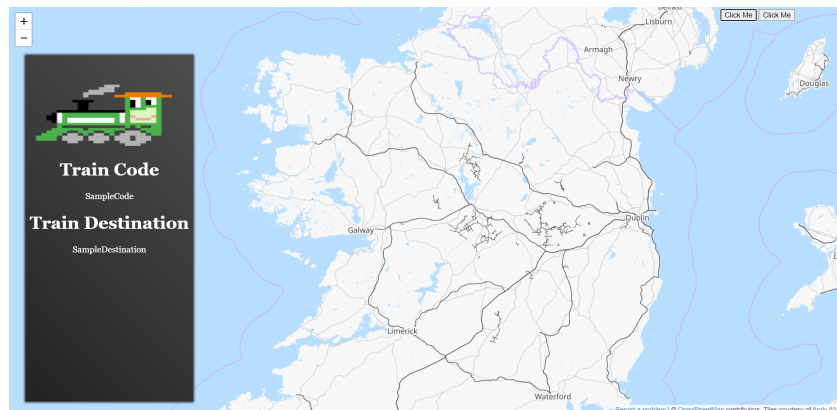 +
−
Train Code
SampleCode
Train Destination
SampleDestination
Click Me
Click Me
Lisburn
Armagh
Newry
Douglas
Galway
Dublin
Limerick
Waterford
Report a problem | © OpenStreetMap contributors. Tiles courtesy of Andy